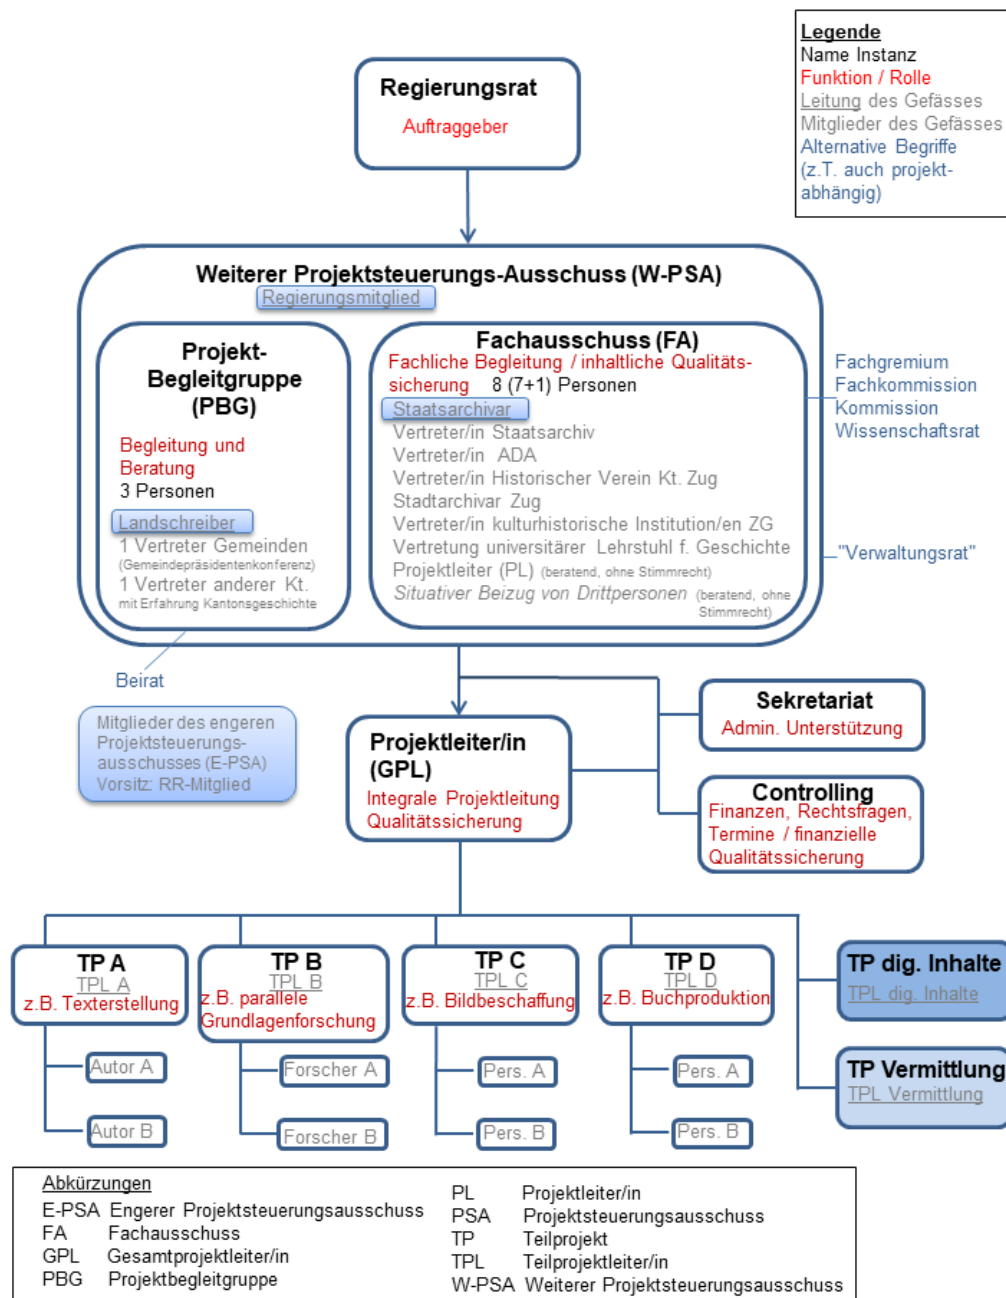 Legende
Name Instanz
Funktion / Rolle
Leitung des Gefässes
Mitglieder des Gefässes
Alternative Begriffe
(z.T. auch projekt-
abhängig)
Regierungsrat
Auftraggeber
Weiterer Projektsteuerungs-Ausschuss (W-PSA)
Regierungsmitglied
Projekt-
Begleitgruppe
(PBG)
Begleitung und
Beratung
3 Personen
Landschreiber
1 Vertreter Gemeinden
(Gemeindepräsidentenkonferenz)
1 Vertreter anderer Kt.
mit Erfahrung Kantonsgeschichte
Fachausschuss (FA)
Fachliche Begleitung / inhaltliche Qualitäts-
sicherung 8 (7+1) Personen
Staatsarchivar
Vertreter/in Staatsarchiv
Vertreter/in ADA
Vertreter/in Historischer Verein Kt. Zug
Stadtarchivar Zug
Vertreter/in kulturhistorische Institution/en ZG
Vertretung universitärer Lehrstuhl f. Geschichte
Projektleiter (PL) (beratend, ohne Stimmrecht)
Situativer Beizug von Drittpersonen (beratend, ohne
Stimmrecht)
Fachgremium
Fachkommission
Kommission
Wissenschaftsrat
"Verwaltungsrat"
Beirat
Mitglieder des engeren
Projektsteuerungs-
ausschusses (E-PSA)
Vorsitz: RR-Mitglied
Projektleiter/in
(GPL)
Integrale Projektleitung
Qualitätssicherung
Sekretariat
Admin. Unterstützung
Controlling
Finanzen, Rechtsfragen,
Termine / finanzielle
Qualitätssicherung
TP A
TPL A
z.B. Texterstellung
Autor A
Autor B
TP B
TPL B
z.B. parallele
Grundlagenforschung
Forscher A
Forscher B
TP C
TPL C
z.B. Bildbeschaffung
Pers. A
Pers. B
TP D
TPL D
z.B. Buchproduktion
Pers. A
Pers. B
TP dig. Inhalte
TPL dig. Inhalte
TP Vermittlung
TPL Vermittlung
Abkürzungen
E-PSA Engerer Projektsteuerungsausschuss
FA Fachausschuss
GPL Gesamtprojektleiter/in
PBG Projektbegleitgruppe
PL Projektleiter/in
PSA Projektsteuerungsausschuss
TP Teilprojekt
TPL Teilprojektleiter/in
W-PSA Weiterer Projektsteuerungsausschuss